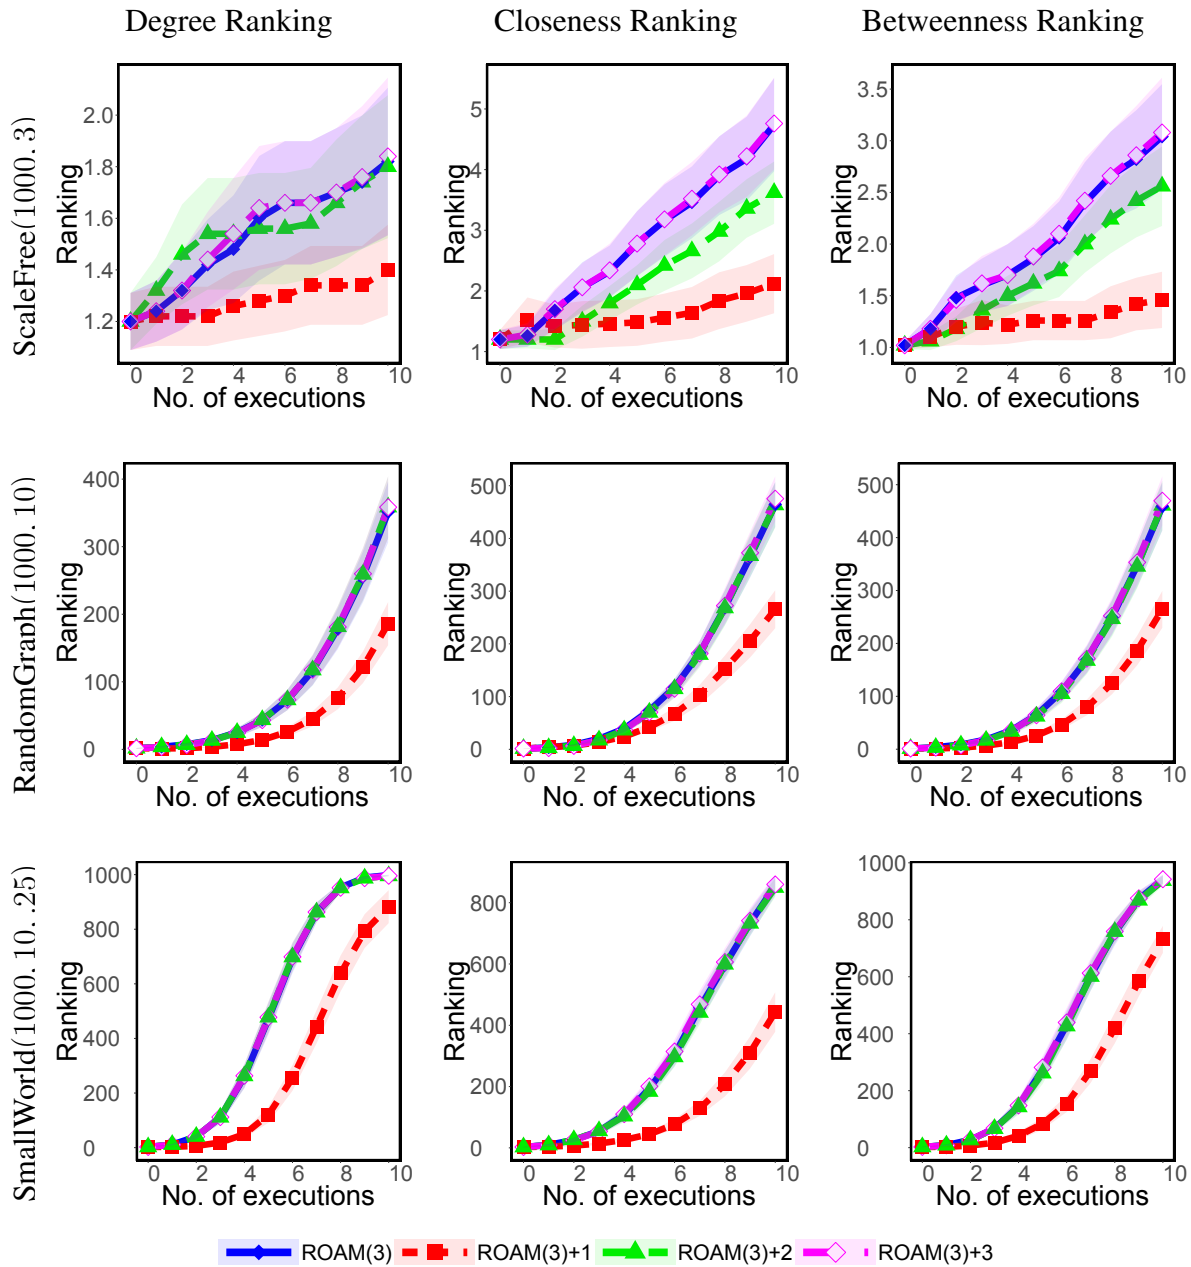 Degree Ranking
Closeness Ranking
Betweenness Ranking
ScaleFree(1000. 3)
Ranking
2.0
1.8
1.6
1.4
1.2
0 2 4 6 8 10
No. of executions
Ranking
5
4
3
2
1
0 2 4 6 8 10
No. of executions
Ranking
3.5
3.0
2.5
2.0
1.5
1.0
0 2 4 6 8 10
No. of executions
RandomGraph(1000. 10)
Ranking
400
300
200
100
0
0 2 4 6 8 10
No. of executions
Ranking
500
400
300
200
100
0
0 2 4 6 8 10
No. of executions
Ranking
500
400
300
200
100
0
0 2 4 6 8 10
No. of executions
SmallWorld(1000. 10. .25)
Ranking
1000
800
600
400
200
0
0 2 4 6 8 10
No. of executions
Ranking
800
600
400
200
0
0 2 4 6 8 10
No. of executions
Ranking
1000
800
600
400
200
0
0 2 4 6 8 10
No. of executions
ROAM(3) ROAM(3)+1 ROAM(3)+2 ROAM(3)+3